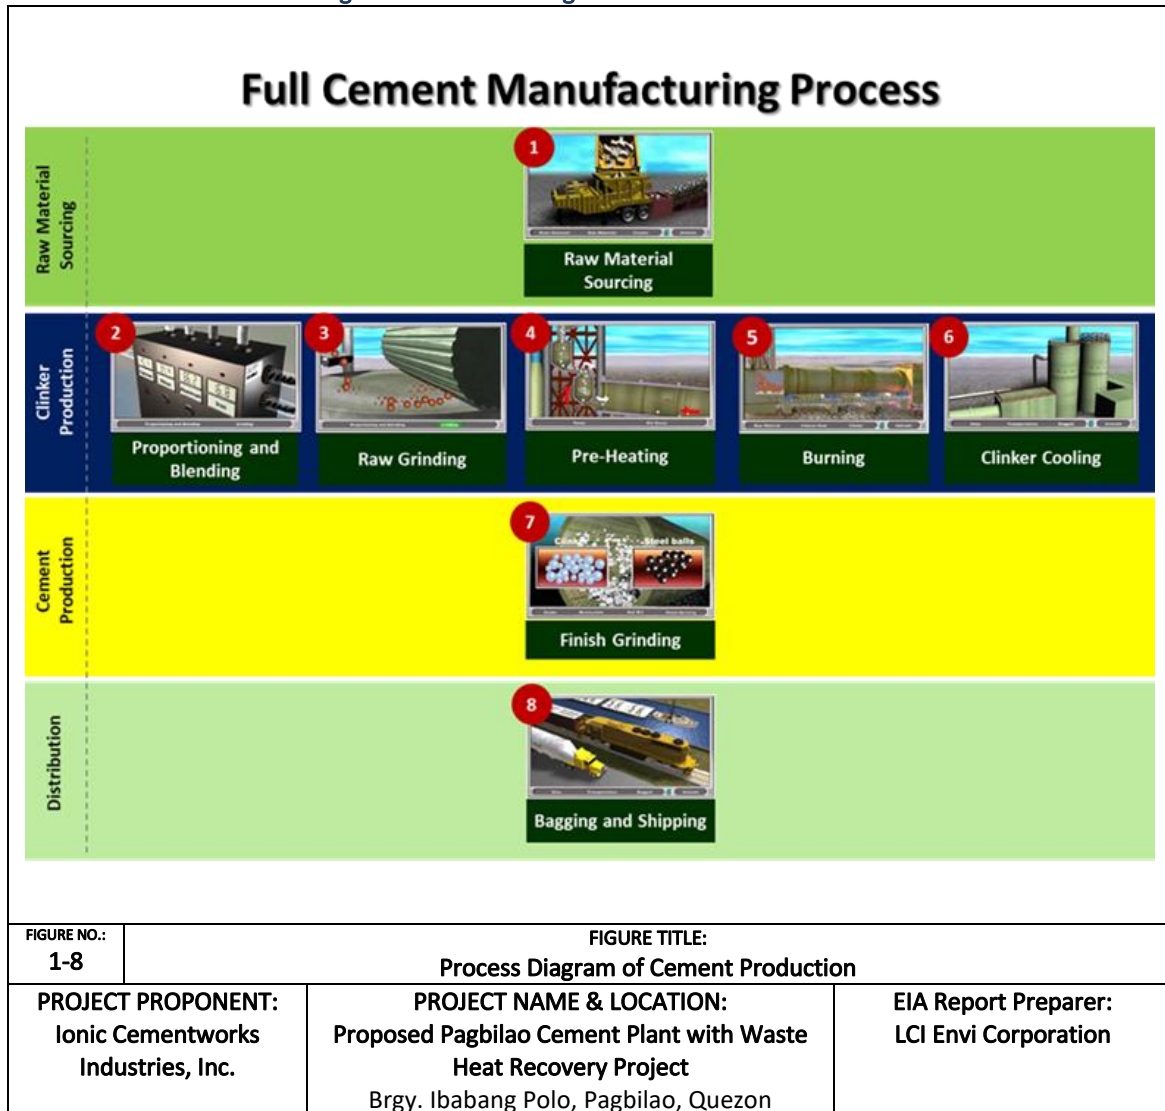 Full Cement Manufacturing Process
Raw Material
Sourcing
1
Raw Material
Sourcing
Clinker
Production
2
Proportioning and
Blending
3
Raw Grinding
4
Pre-Heating
5
Burning
6
Clinker Cooling
Cement
Production
7
Clinker
Steel balls
Finish Grinding
Distribution
8
Bagging and Shipping
FIGURE NO.:
1-8
FIGURE TITLE:
Process Diagram of Cement Production
PROJECT PROPONENT:
Ionic Cementworks
Industries, Inc.
PROJECT NAME & LOCATION:
Proposed Pagbilao Cement Plant with Waste
Heat Recovery Project
Brgy. Ibabang Polo, Pagbilao, Quezon
EIA Report Preparer:
LCI Envi Corporation